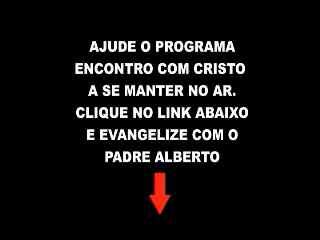 AJUDE O PROGRAMA
ENCONTRO COM CRISTO
A SE MANTER NO AR.
CLIQUE NO LINK ABAIXO
E EVANGELIZE COM O
PADRE ALBERTO